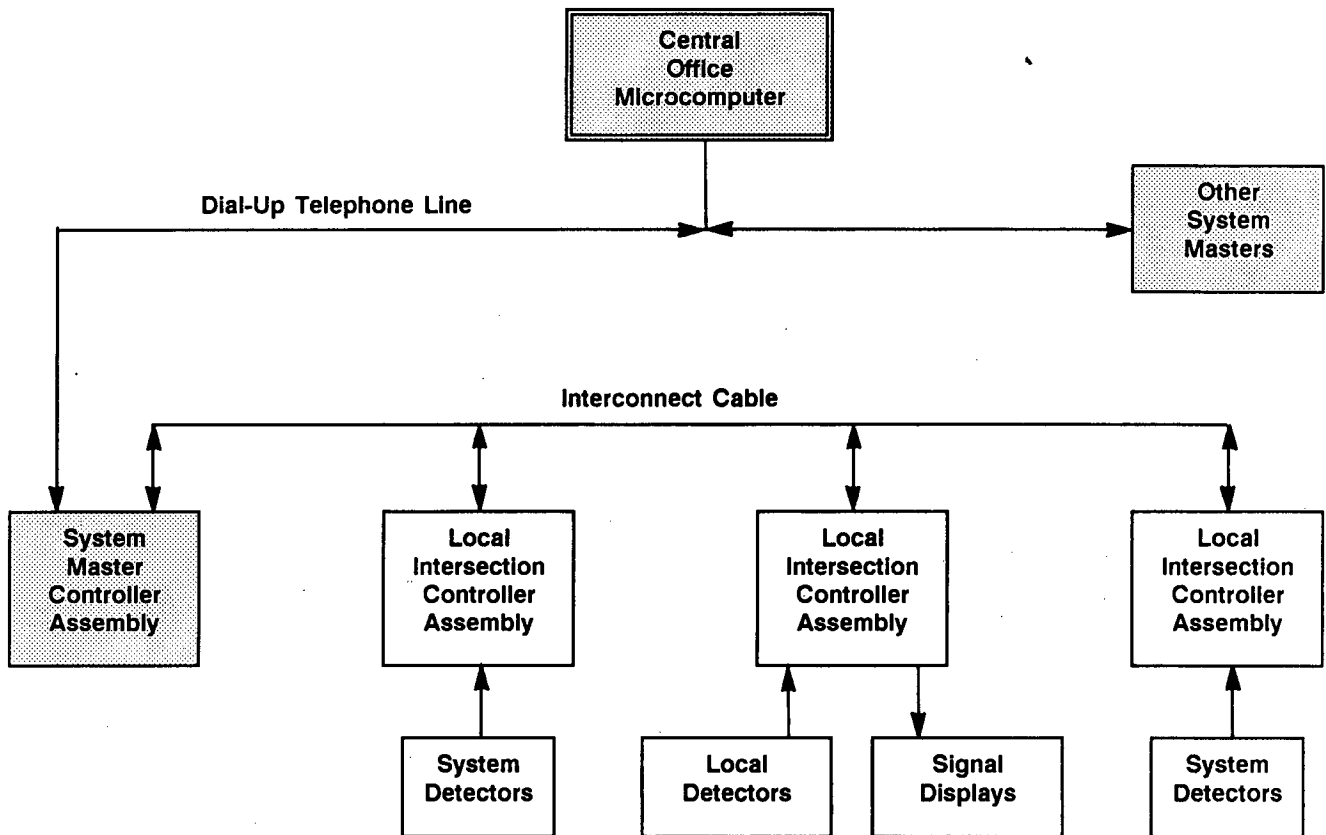 Central
Office
Microcomputer
Dial-Up Telephone Line
Other
System
Masters
Interconnect Cable
System
Master
Controller
Assembly
Local
Intersection
Controller
Assembly
Local
Intersection
Controller
Assembly
Local
Intersection
Controller
Assembly
System
Detectors
Local
Detectors
Signal
Displays
System
Detectors